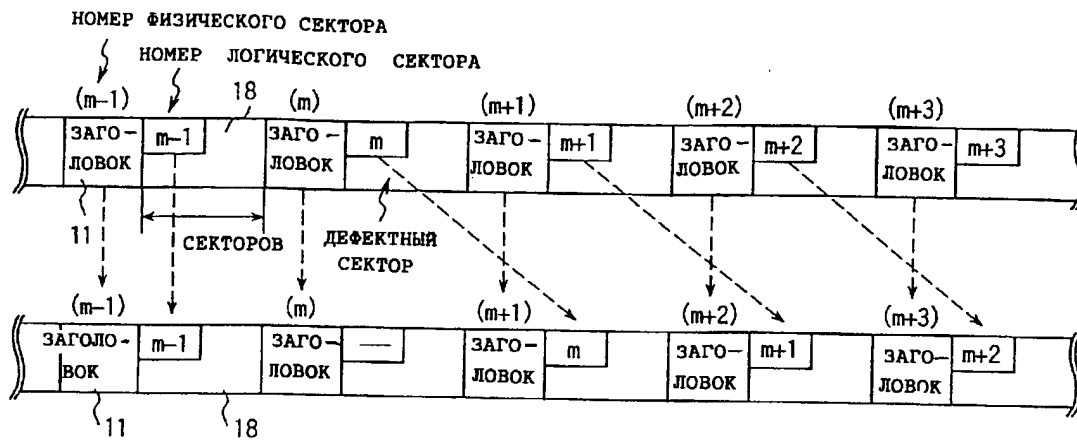 НОМЕР ФИЗИЧЕСКОГО СЕКТОРА
НОМЕР ЛОГИЧЕСКОГО СЕКТОРА
(m−1) 18 (m) (m+1) (m+2) (m+3)
ЗАГО- m−1 ЗАГО- m ЗАГО- m+1 ЗАГО- m+2 ЗАГО- m+3
ЛОВОК ЛОВОК ЛОВОК ЛОВОК ЛОВОК
11 СЕКТОРОВ ДЕФЕКТНЫЙ
СЕКТОР
(m−1) (m) (m+1) (m+2) (m+3)
ЗАГОЛО- m−1 ЗАГО- — ЗАГО- m ЗАГО- m+1 ЗАГО- m+2
ВОК ЛОВОК ЛОВОК ЛОВОК ЛОВОК
11 18